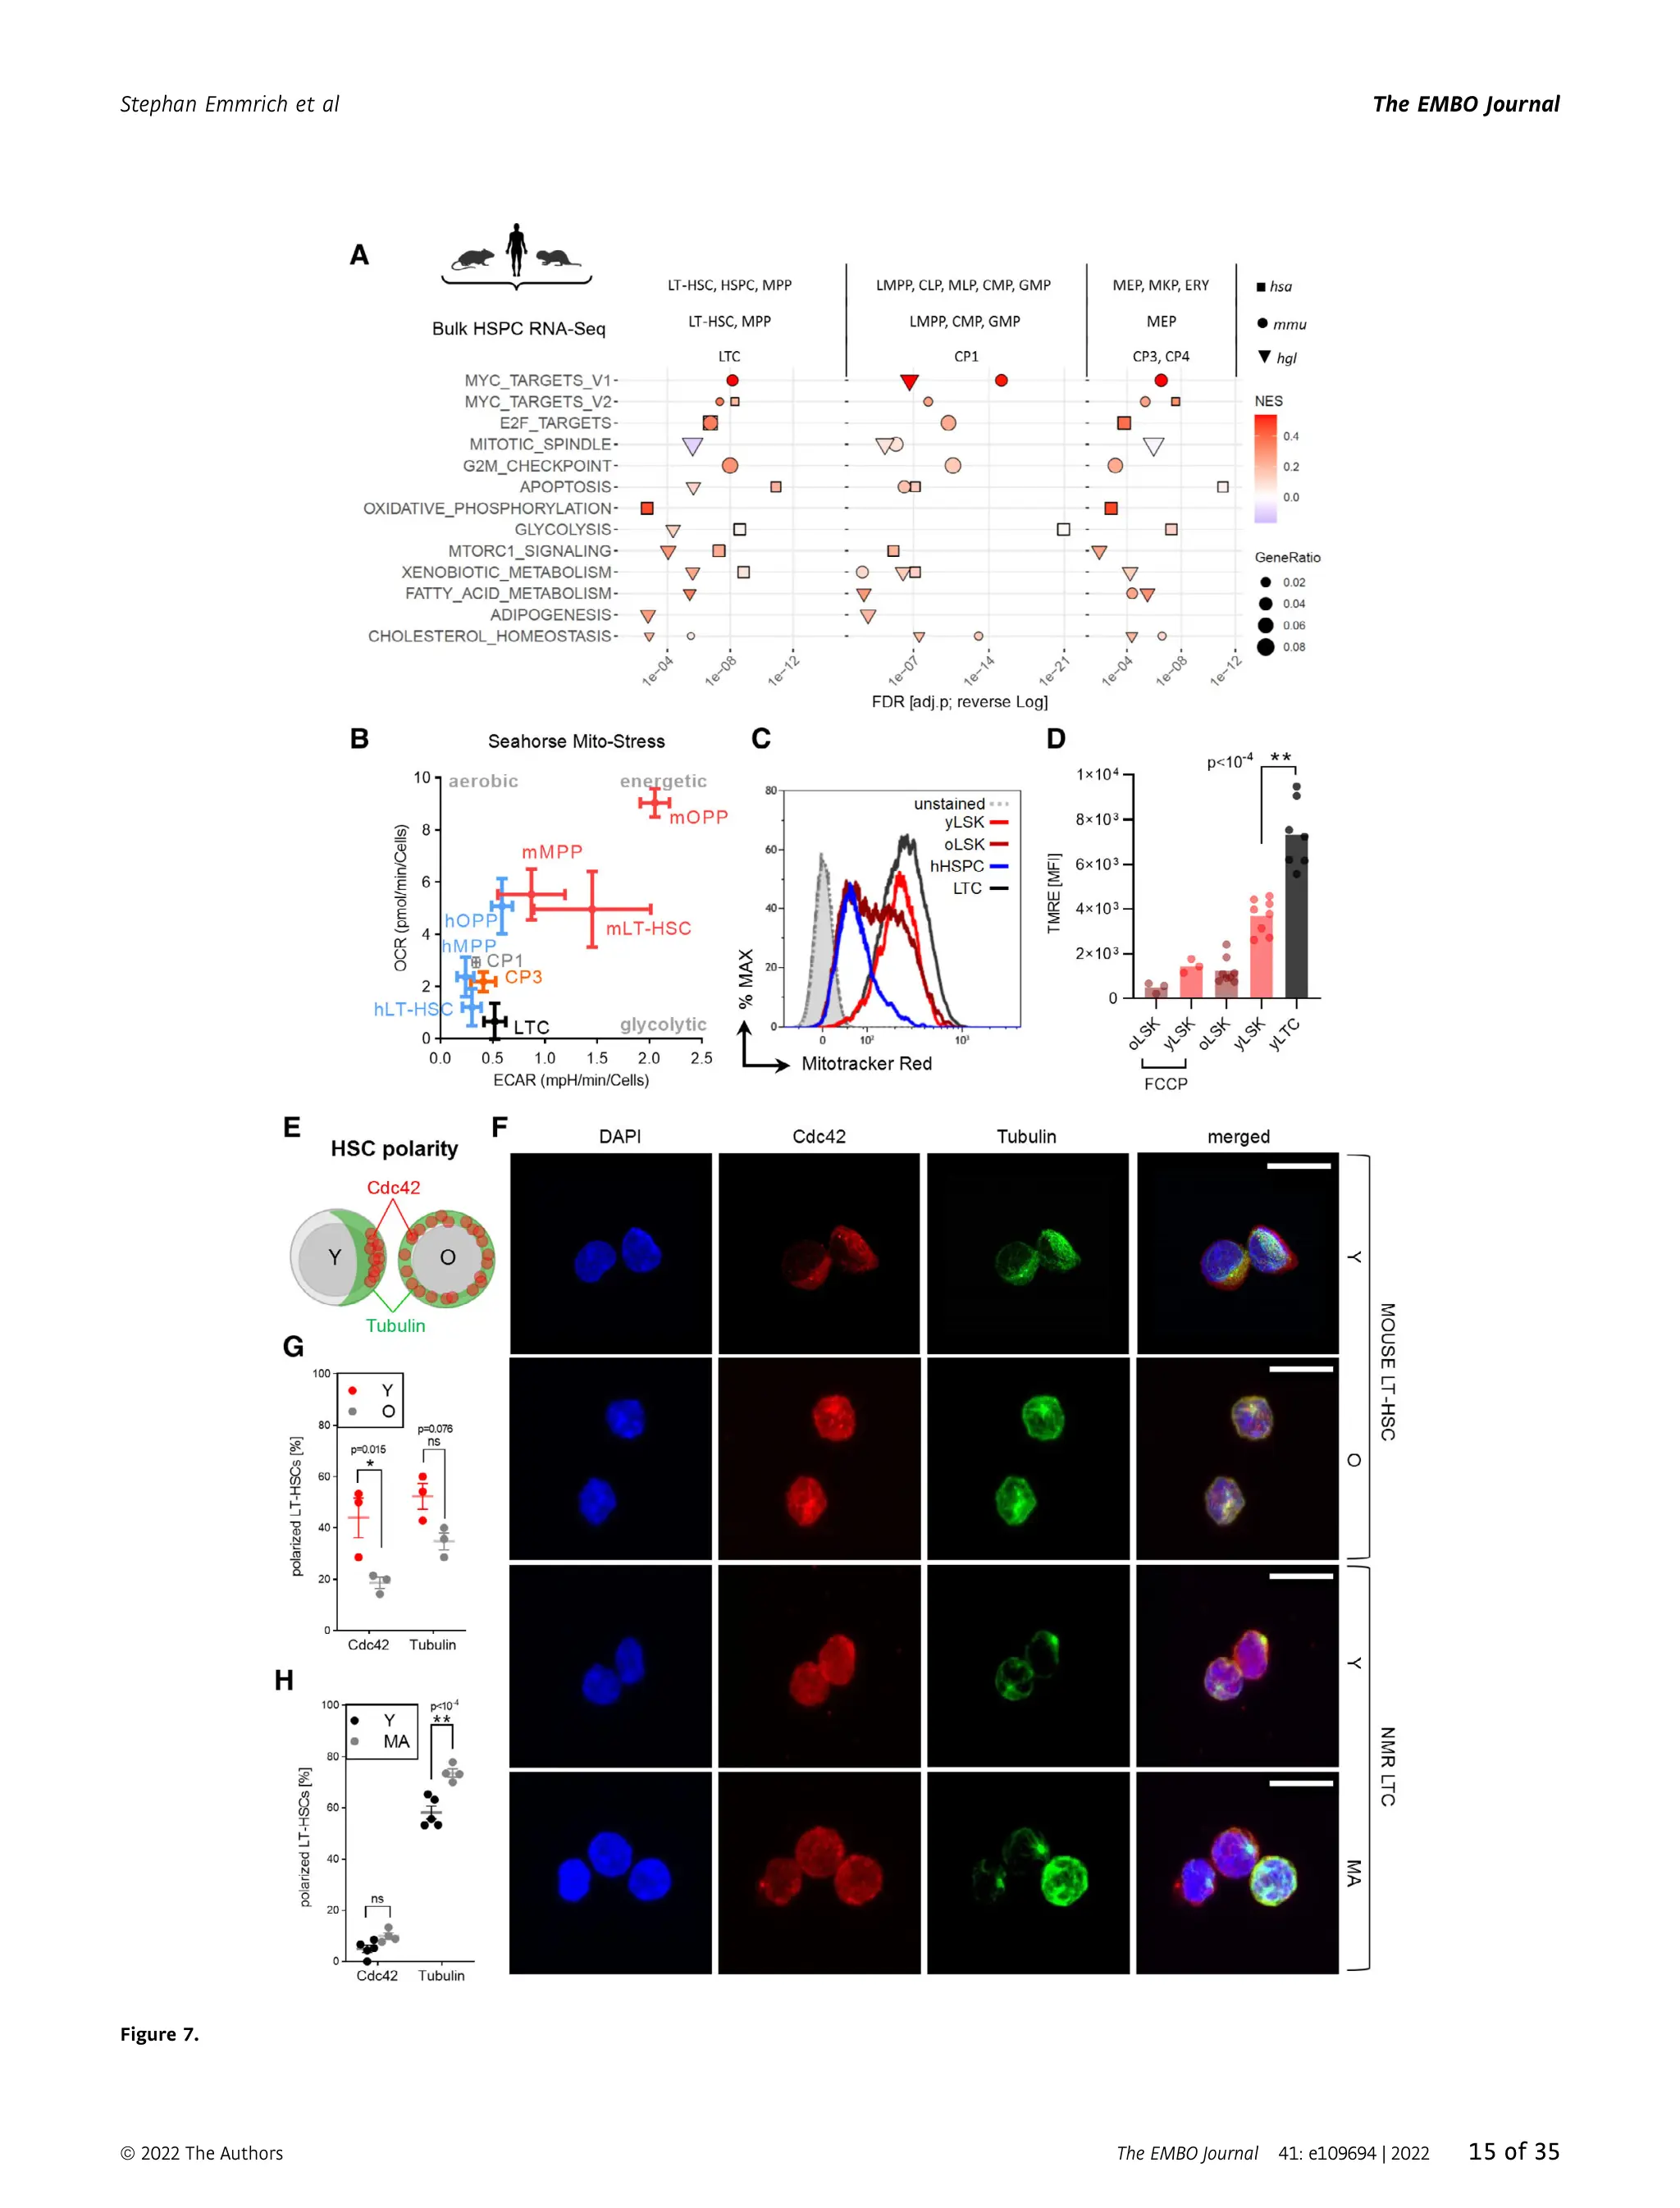 Stephan Emmrich et al
The EMBO Journal
A
Bulk HSPC RNA-Seq
LT-HSC, HSPC, MPP
LMPP, CLP, MLP, CMP, GMP
MEP, MKP, ERY
LT-HSC, MPP
LMPP, CMP, GMP
MEP
LTC
CP1
CP3, CP4
hsa
mmu
hgl
MYC_TARGETS_V1
MYC_TARGETS_V2
E2F_TARGETS
MITOTIC_SPINDLE
G2M_CHECKPOINT
APOPTOSIS
OXIDATIVE_PHOSPHORYLATION
GLYCOLYSIS
MTORC1_SIGNALING
XENOBIOTIC_METABOLISM
FATTY_ACID_METABOLISM
ADIPOGENESIS
CHOLESTEROL_HOMEOSTASIS
NES
0.4
0.2
0.0
GeneRatio
0.02
0.04
0.06
0.08
1e-04
1e-08
1e-12
1e-07
1e-14
1e-21
1e-04
1e-08
1e-12
FDR [adj.p; reverse Log]
B
Seahorse Mito-Stress
10
8
6
4
2
0
OCR (pmol/min/Cells)
aerobic
energetic
mOPP
mMPP
hOPP
mLT-HSC
hMPP
CP1
CP3
hLT-HSC
LTC
glycolytic
0.0
0.5
1.0
1.5
2.0
2.5
ECAR (mpH/min/Cells)
C
80
60
40
20
0
% MAX
unstained
yLSK
oLSK
hHSPC
LTC
0
10²
10³
Mitotracker Red
D
p<10⁻⁴
**
TMRE [MFI]
1×10⁴
8×10³
6×10³
4×10³
2×10³
0
oLSK
yLSK
oLSK
yLSK
yLTC
FCCP
E
HSC polarity
Cdc42
Y
O
Tubulin
F
DAPI
Cdc42
Tubulin
merged
Y
O
MOUSE LT-HSC
Y
MA
NMR LTC
G
100
80
60
40
20
0
polarized LT-HSCs [%]
Y
O
p=0.015
*
p=0.076
ns
Cdc42
Tubulin
H
100
80
60
40
20
0
polarized LT-HSCs [%]
Y
MA
p<10⁻⁴
**
ns
Cdc42
Tubulin
Figure 7.
© 2022 The Authors
The EMBO Journal 41: e109694 | 2022 15 of 35